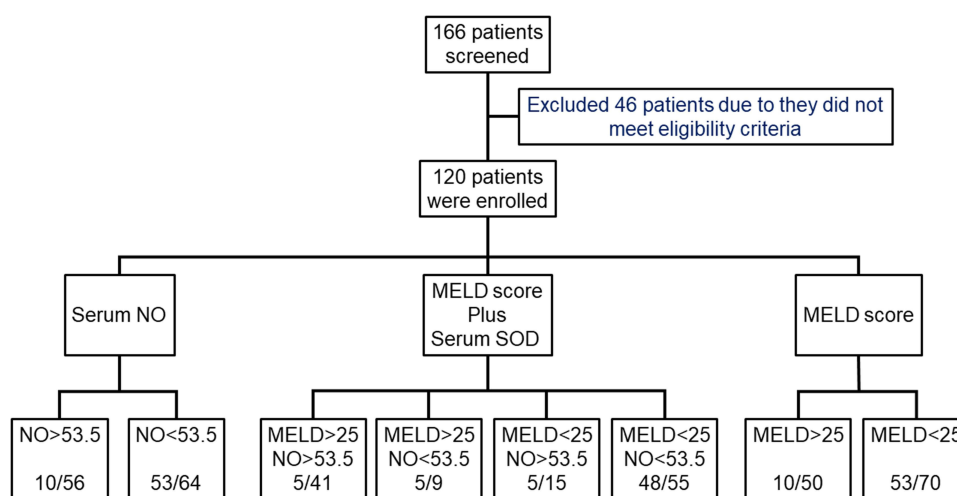 166 patients
screened
Excluded 46 patients due to they did not
meet eligibility criteria
120 patients
were enrolled
Serum NO
MELD score
Plus
Serum SOD
MELD score
NO>53.5
10/56
NO<53.5
53/64
MELD>25
NO>53.5
5/41
MELD>25
NO<53.5
5/9
MELD<25
NO>53.5
5/15
MELD<25
NO<53.5
48/55
MELD>25
10/50
MELD<25
53/70